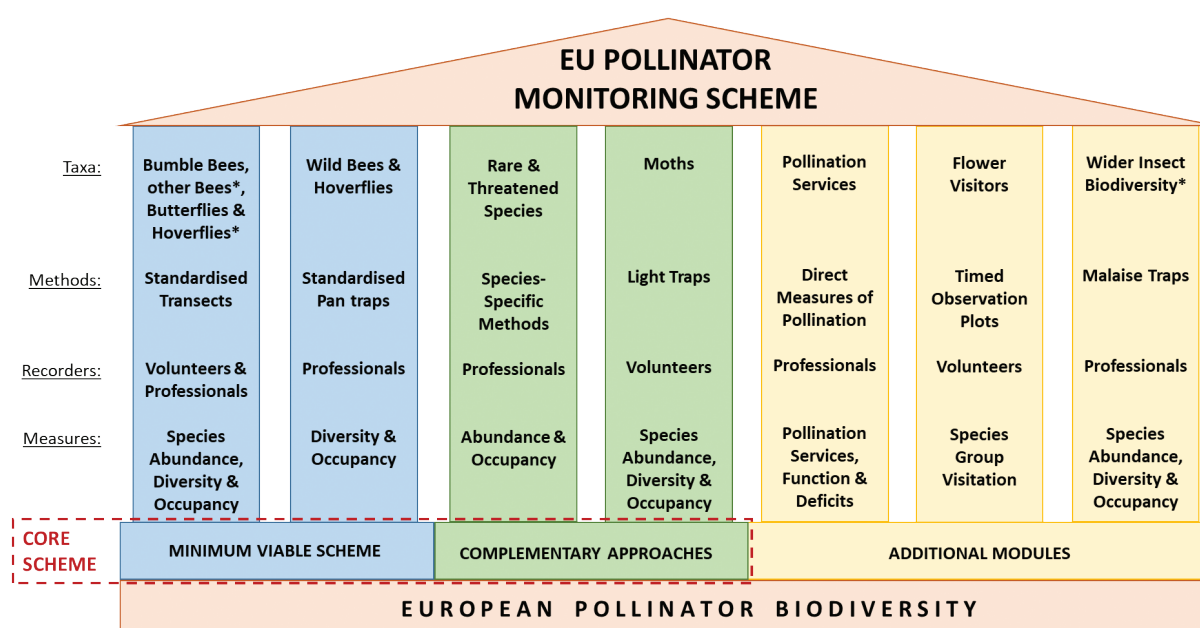 EU POLLINATOR
MONITORING SCHEME
Taxa:
Bumble Bees,
other Bees*,
Butterflies &
Hoverflies*
Wild Bees &
Hoverflies
Rare &
Threatened
Species
Moths
Pollination
Services
Flower
Visitors
Wider Insect
Biodiversity*
Methods:
Standardised
Transects
Standardised
Pan traps
Species-
Specific
Methods
Light Traps
Direct
Measures of
Pollination
Timed
Observation
Plots
Malaise Traps
Recorders:
Volunteers &
Professionals
Professionals
Professionals
Volunteers
Professionals
Volunteers
Professionals
Measures:
Species
Abundance,
Diversity &
Occupancy
Diversity &
Occupancy
Abundance &
Occupancy
Species
Abundance,
Diversity &
Occupancy
Pollination
Services,
Function &
Deficits
Species
Group
Visitation
Species
Abundance,
Diversity &
Occupancy
CORE
SCHEME
MINIMUM VIABLE SCHEME
COMPLEMENTARY APPROACHES
ADDITIONAL MODULES
EUROPEAN POLLINATOR BIODIVERSITY